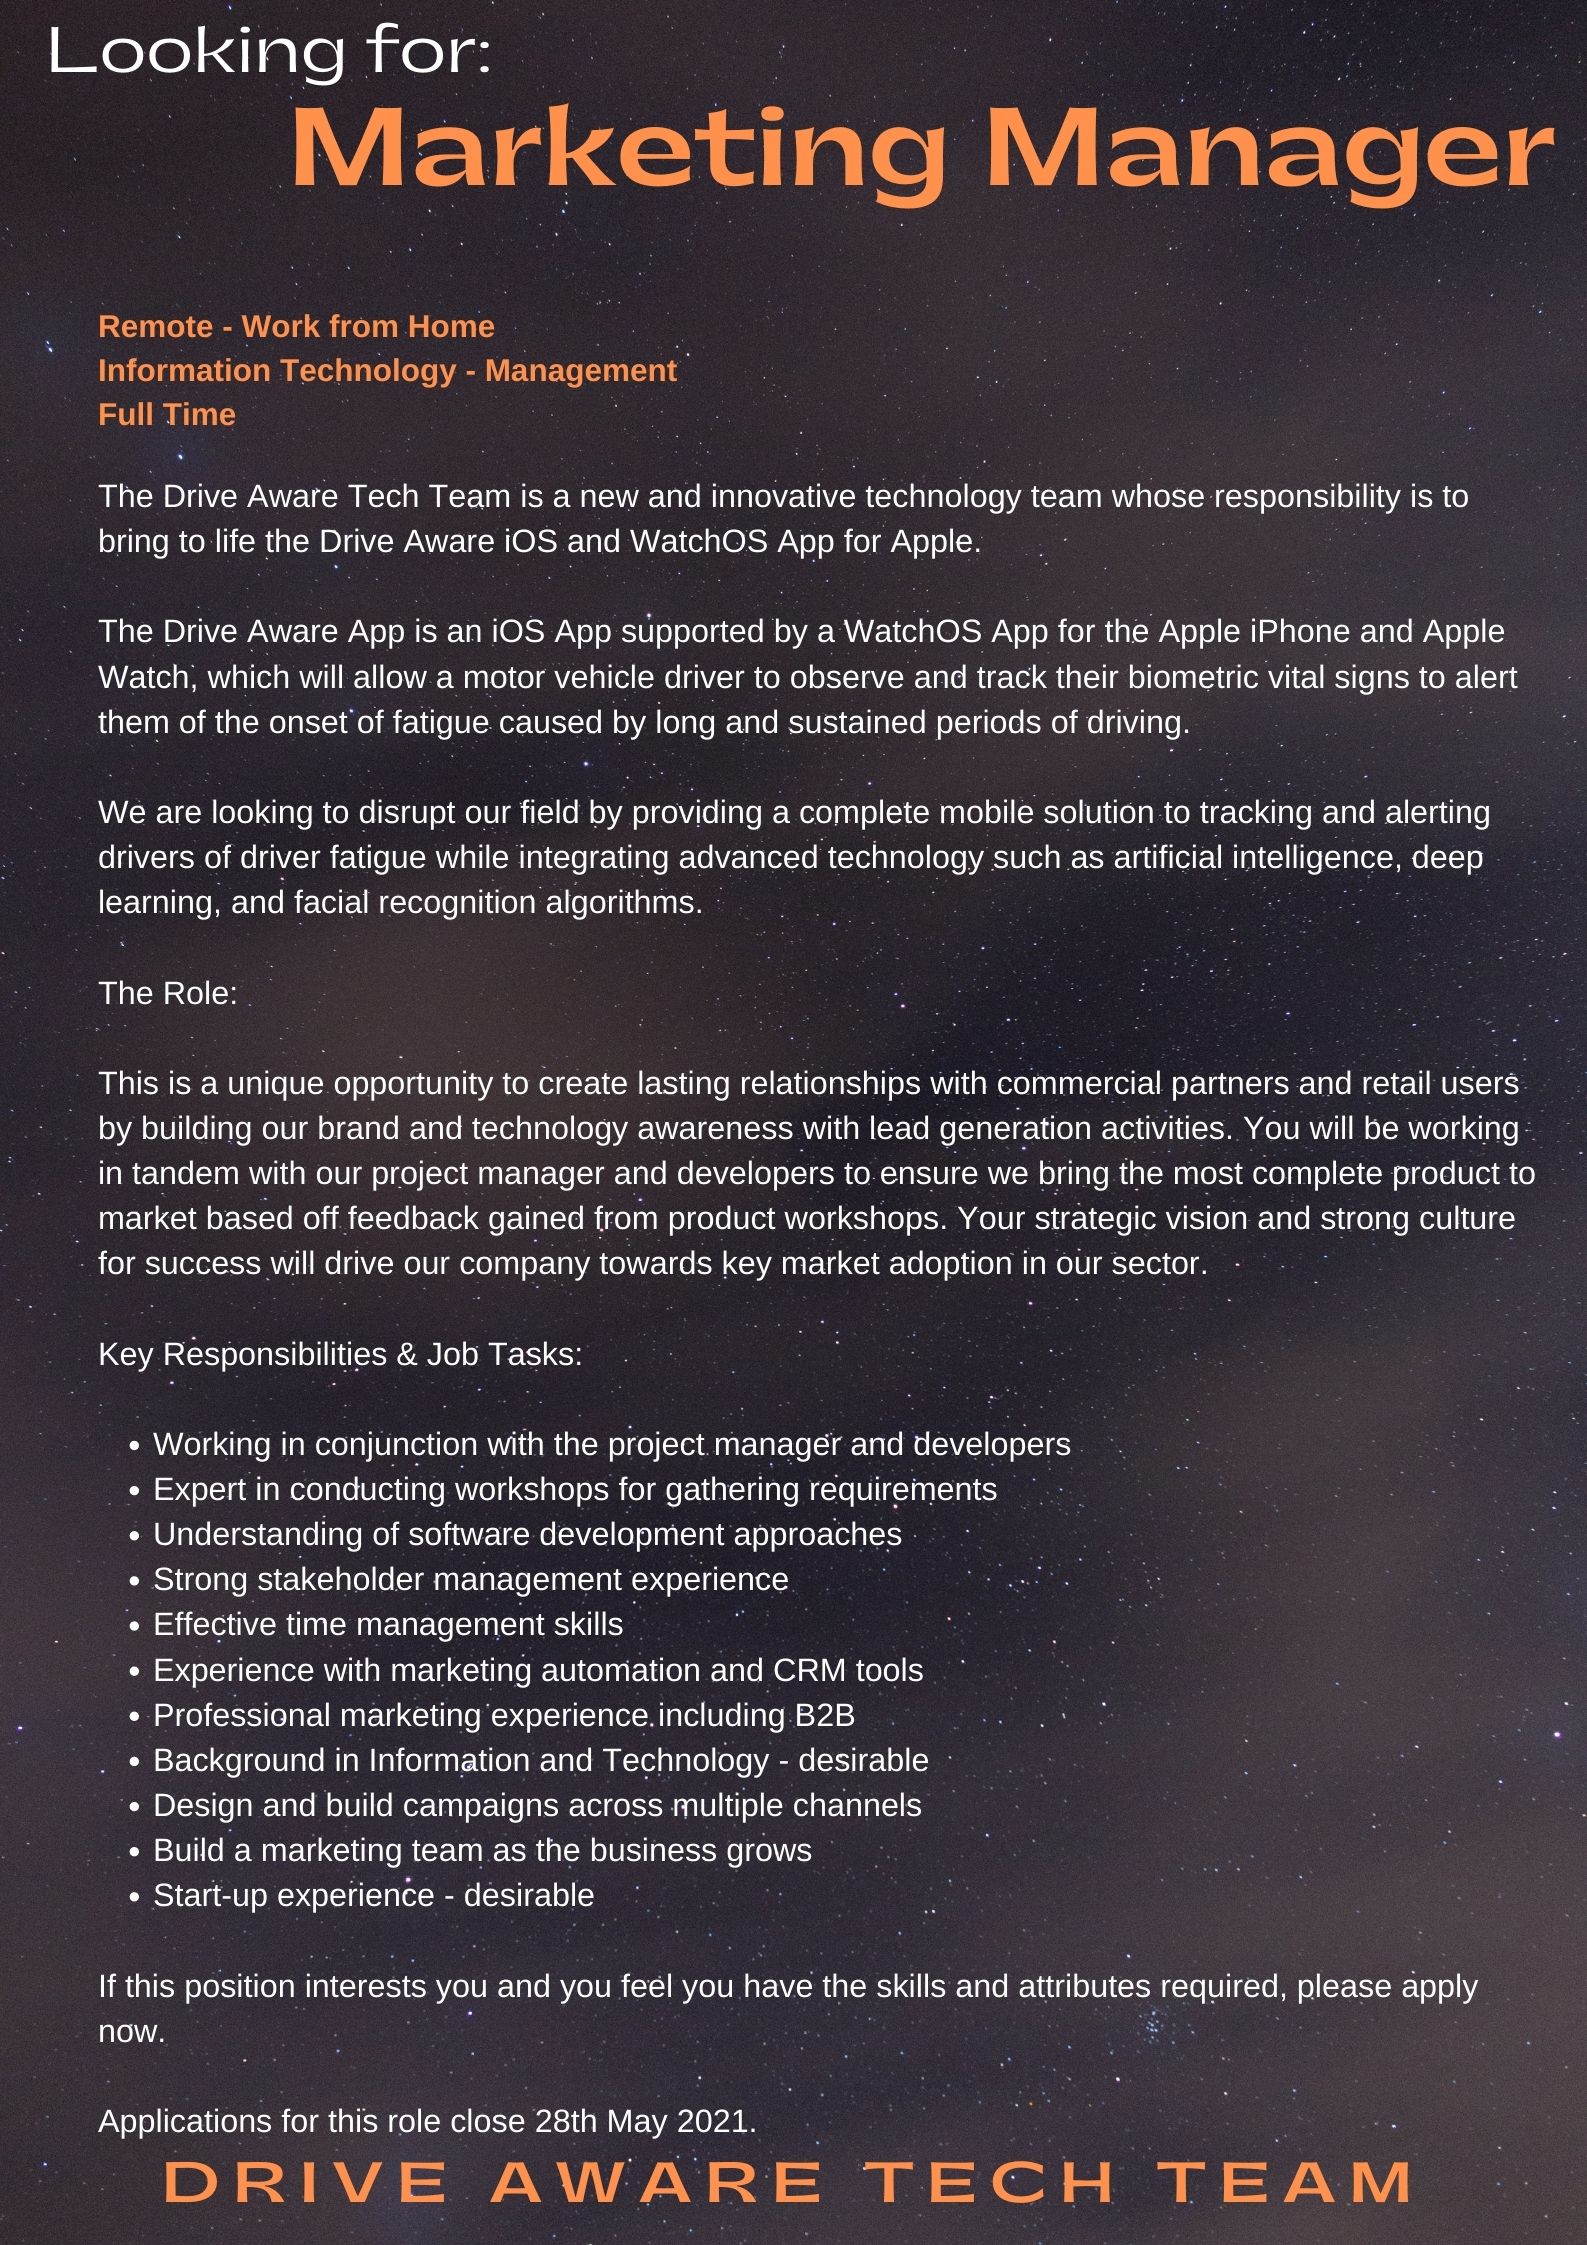 Looking for:
Marketing Manager
Remote - Work from Home
Information Technology - Management
Full Time
The Drive Aware Tech Team is a new and innovative technology team whose responsibility is to
bring to life the Drive Aware iOS and WatchOS App for Apple.
The Drive Aware App is an iOS App supported by a WatchOS App for the Apple iPhone and Apple
Watch, which will allow a motor vehicle driver to observe and track their biometric vital signs to alert
them of the onset of fatigue caused by long and sustained periods of driving.
We are looking to disrupt our field by providing a complete mobile solution to tracking and alerting
drivers of driver fatigue while integrating advanced technology such as artificial intelligence, deep
learning, and facial recognition algorithms.
The Role:
This is a unique opportunity to create lasting relationships with commercial partners and retail users
by building our brand and technology awareness with lead generation activities. You will be working
in tandem with our project manager and developers to ensure we bring the most complete product to
market based off feedback gained from product workshops. Your strategic vision and strong culture
for success will drive our company towards key market adoption in our sector.
Key Responsibilities & Job Tasks:
• Working in conjunction with the project manager and developers
• Expert in conducting workshops for gathering requirements
• Understanding of software development approaches
• Strong stakeholder management experience
• Effective time management skills
• Experience with marketing automation and CRM tools
• Professional marketing experience including B2B
• Background in Information and Technology - desirable
• Design and build campaigns across multiple channels
• Build a marketing team as the business grows
• Start-up experience - desirable
If this position interests you and you feel you have the skills and attributes required, please apply
now.
Applications for this role close 28th May 2021.
DRIVE AWARE TECH TEAM